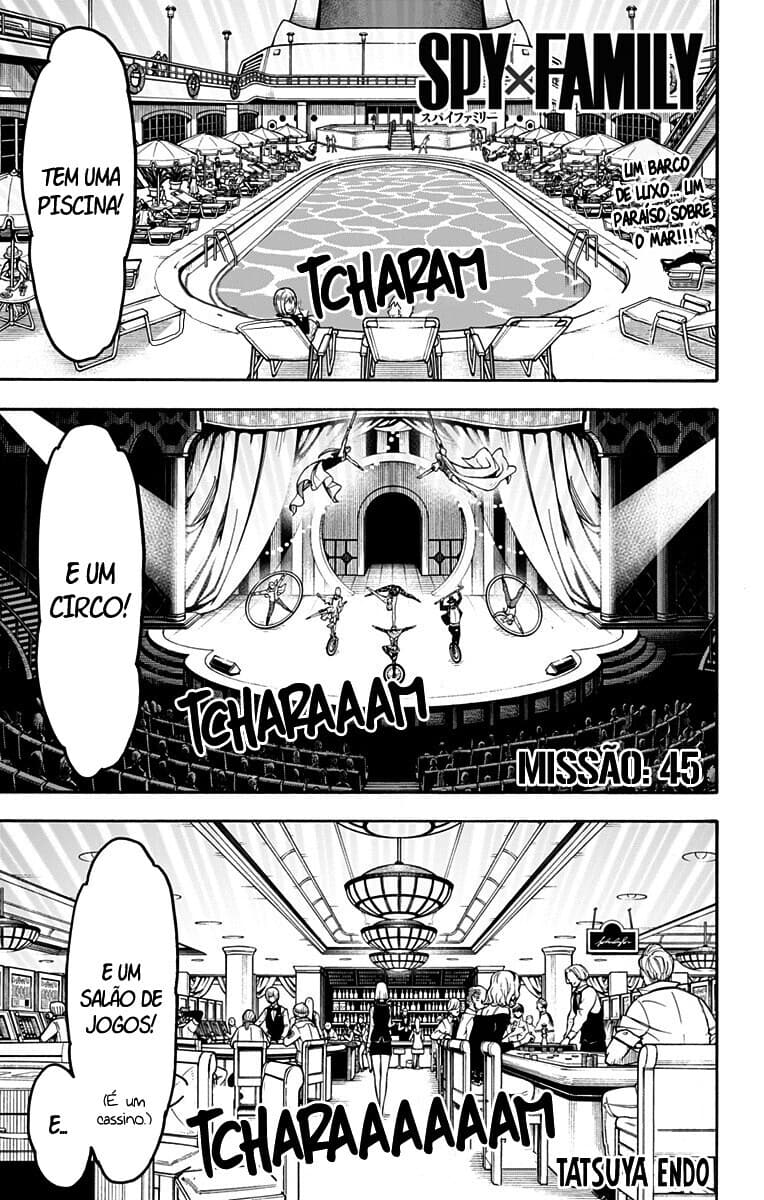 SPY×FAMILY
スパイファミリー
UM BARCO
DE LUXO... UM
PARAÍSO SOBRE
O MAR!!!
TEM UMA
PISCINA!
TCHARAM
E UM
CIRCO!
TCHARAAAM
MISSÃO: 45
E UM
SALÃO DE
JOGOS!
(É um
cassino.)
E...
TCHARAAAAAAAM
TATSUYA ENDO